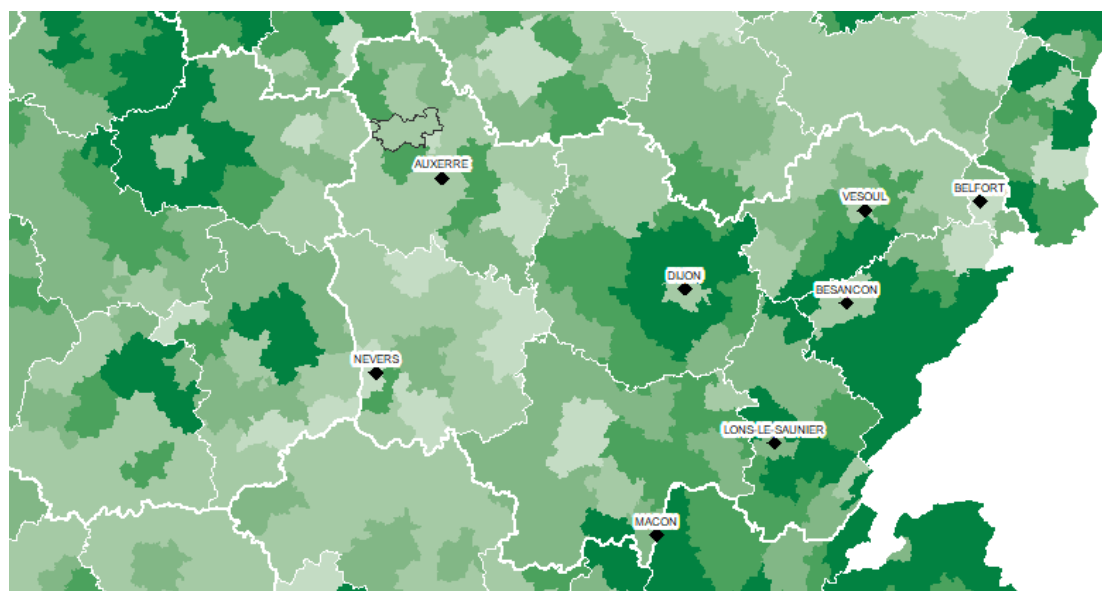 AUXERRE
BELFORT
VESOUL
DIJON
BESANCON
NEVERS
LONS-LE-SAUNIER
MACON